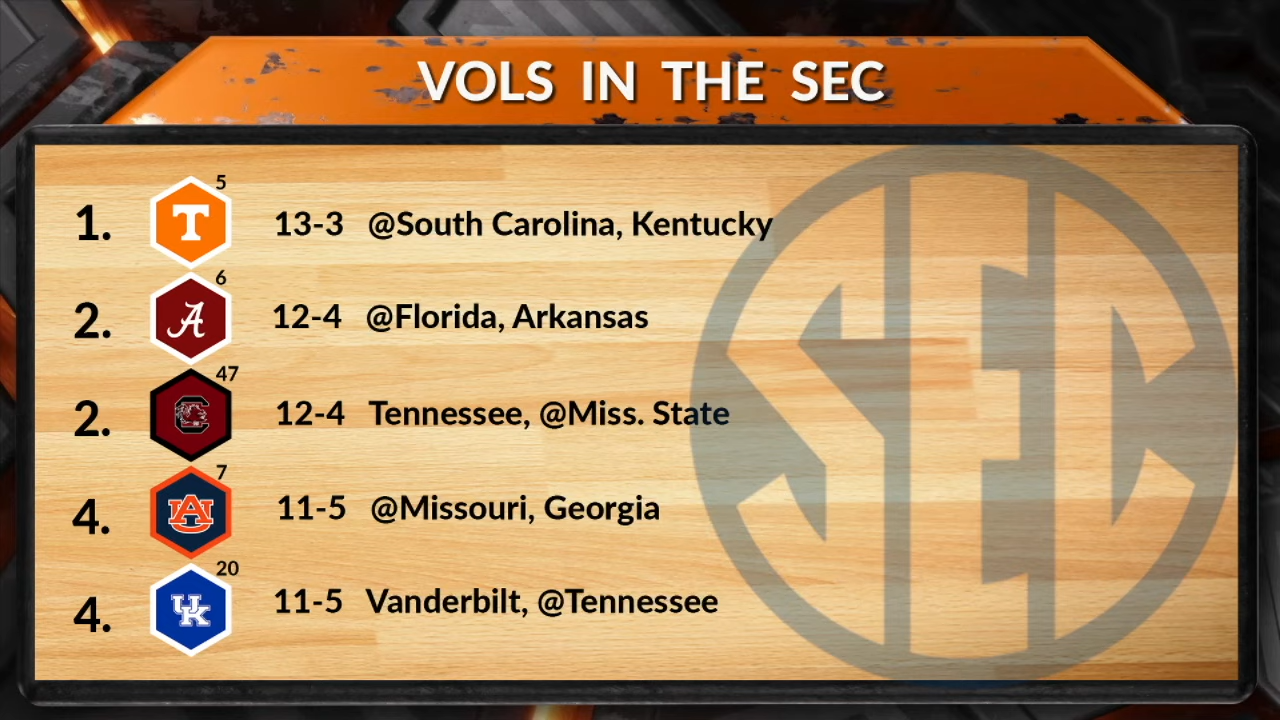 VOLS IN THE SEC
5
1. T 13-3 @South Carolina, Kentucky
6
2. A 12-4 @Florida, Arkansas
47
2. C 12-4 Tennessee, @Miss. State
7
4. AU 11-5 @Missouri, Georgia
20
4. UK 11-5 Vanderbilt, @Tennessee
SEC